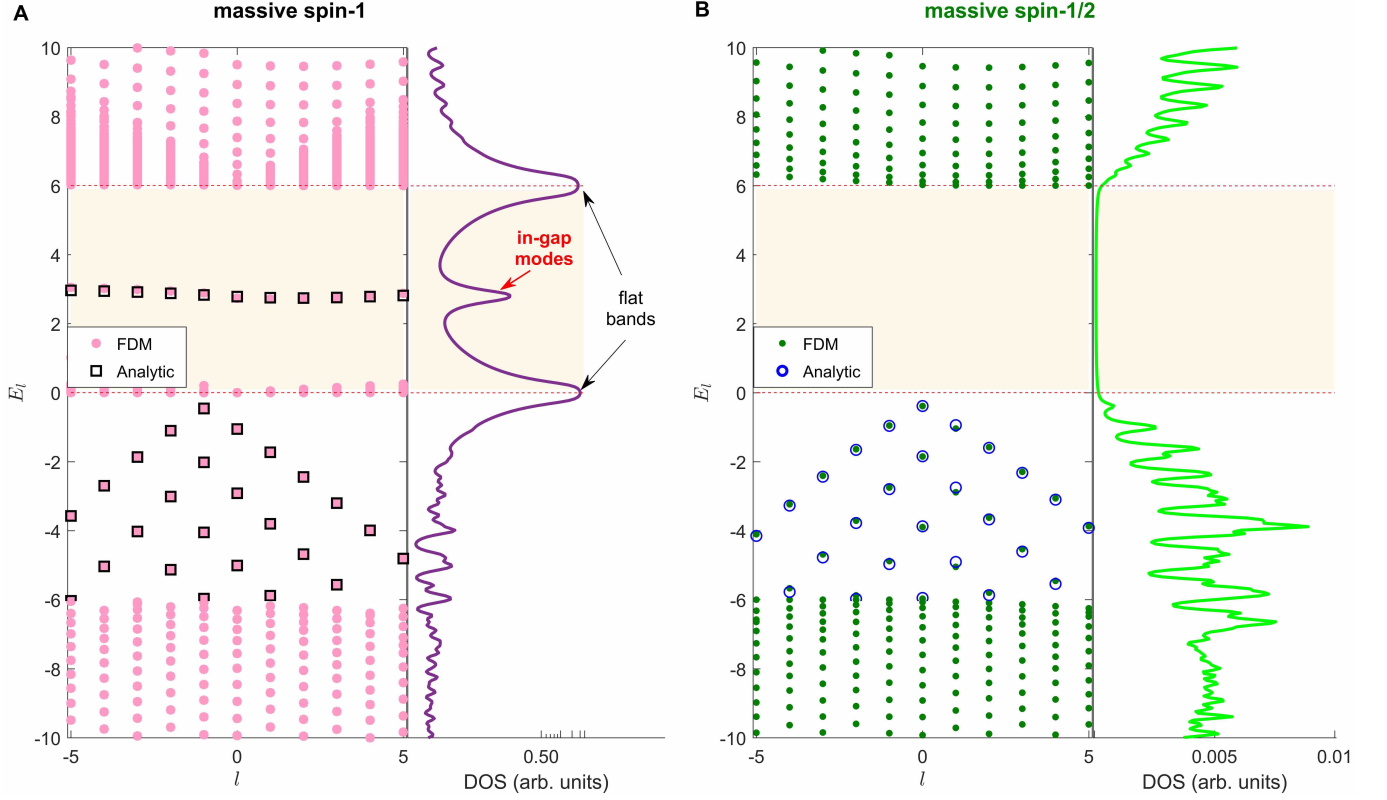 A
massive spin-1
10
8
6
4
2
0
-2
-4
-6
-8
-10
E_l
in-gap
modes
flat
bands
FDM
Analytic
-5
0
5
0.50
l
DOS (arb. units)
B
massive spin-1/2
10
8
6
4
2
0
-2
-4
-6
-8
-10
E_l
FDM
Analytic
-5
0
5
0.005
0.01
l
DOS (arb. units)